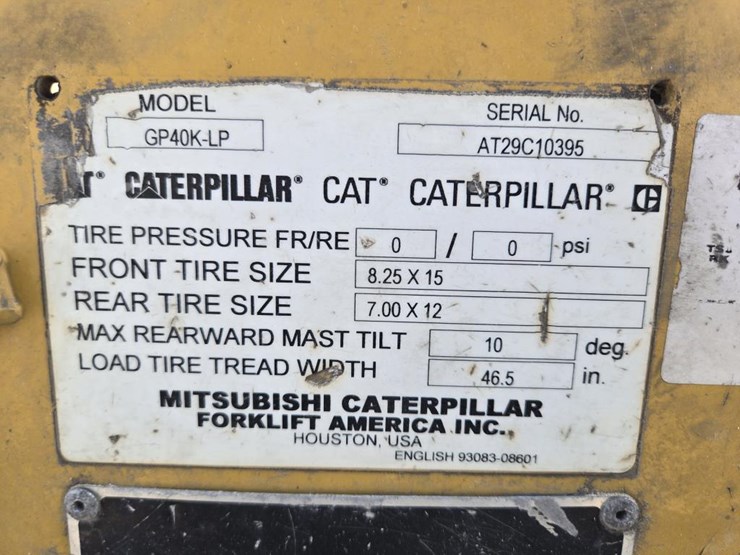 MODEL
GP40K-LP
SERIAL No.
AT29C10395
CATERPILLAR® CAT® CATERPILLAR®
TIRE PRESSURE FR/RE 0 / 0 psi
FRONT TIRE SIZE 8.25 X 15
REAR TIRE SIZE 7.00 X 12
MAX REARWARD MAST TILT 10 deg.
LOAD TIRE TREAD WIDTH 46.5 in.
MITSUBISHI CATERPILLAR
FORKLIFT AMERICA INC.
HOUSTON, USA
ENGLISH 93083-08601